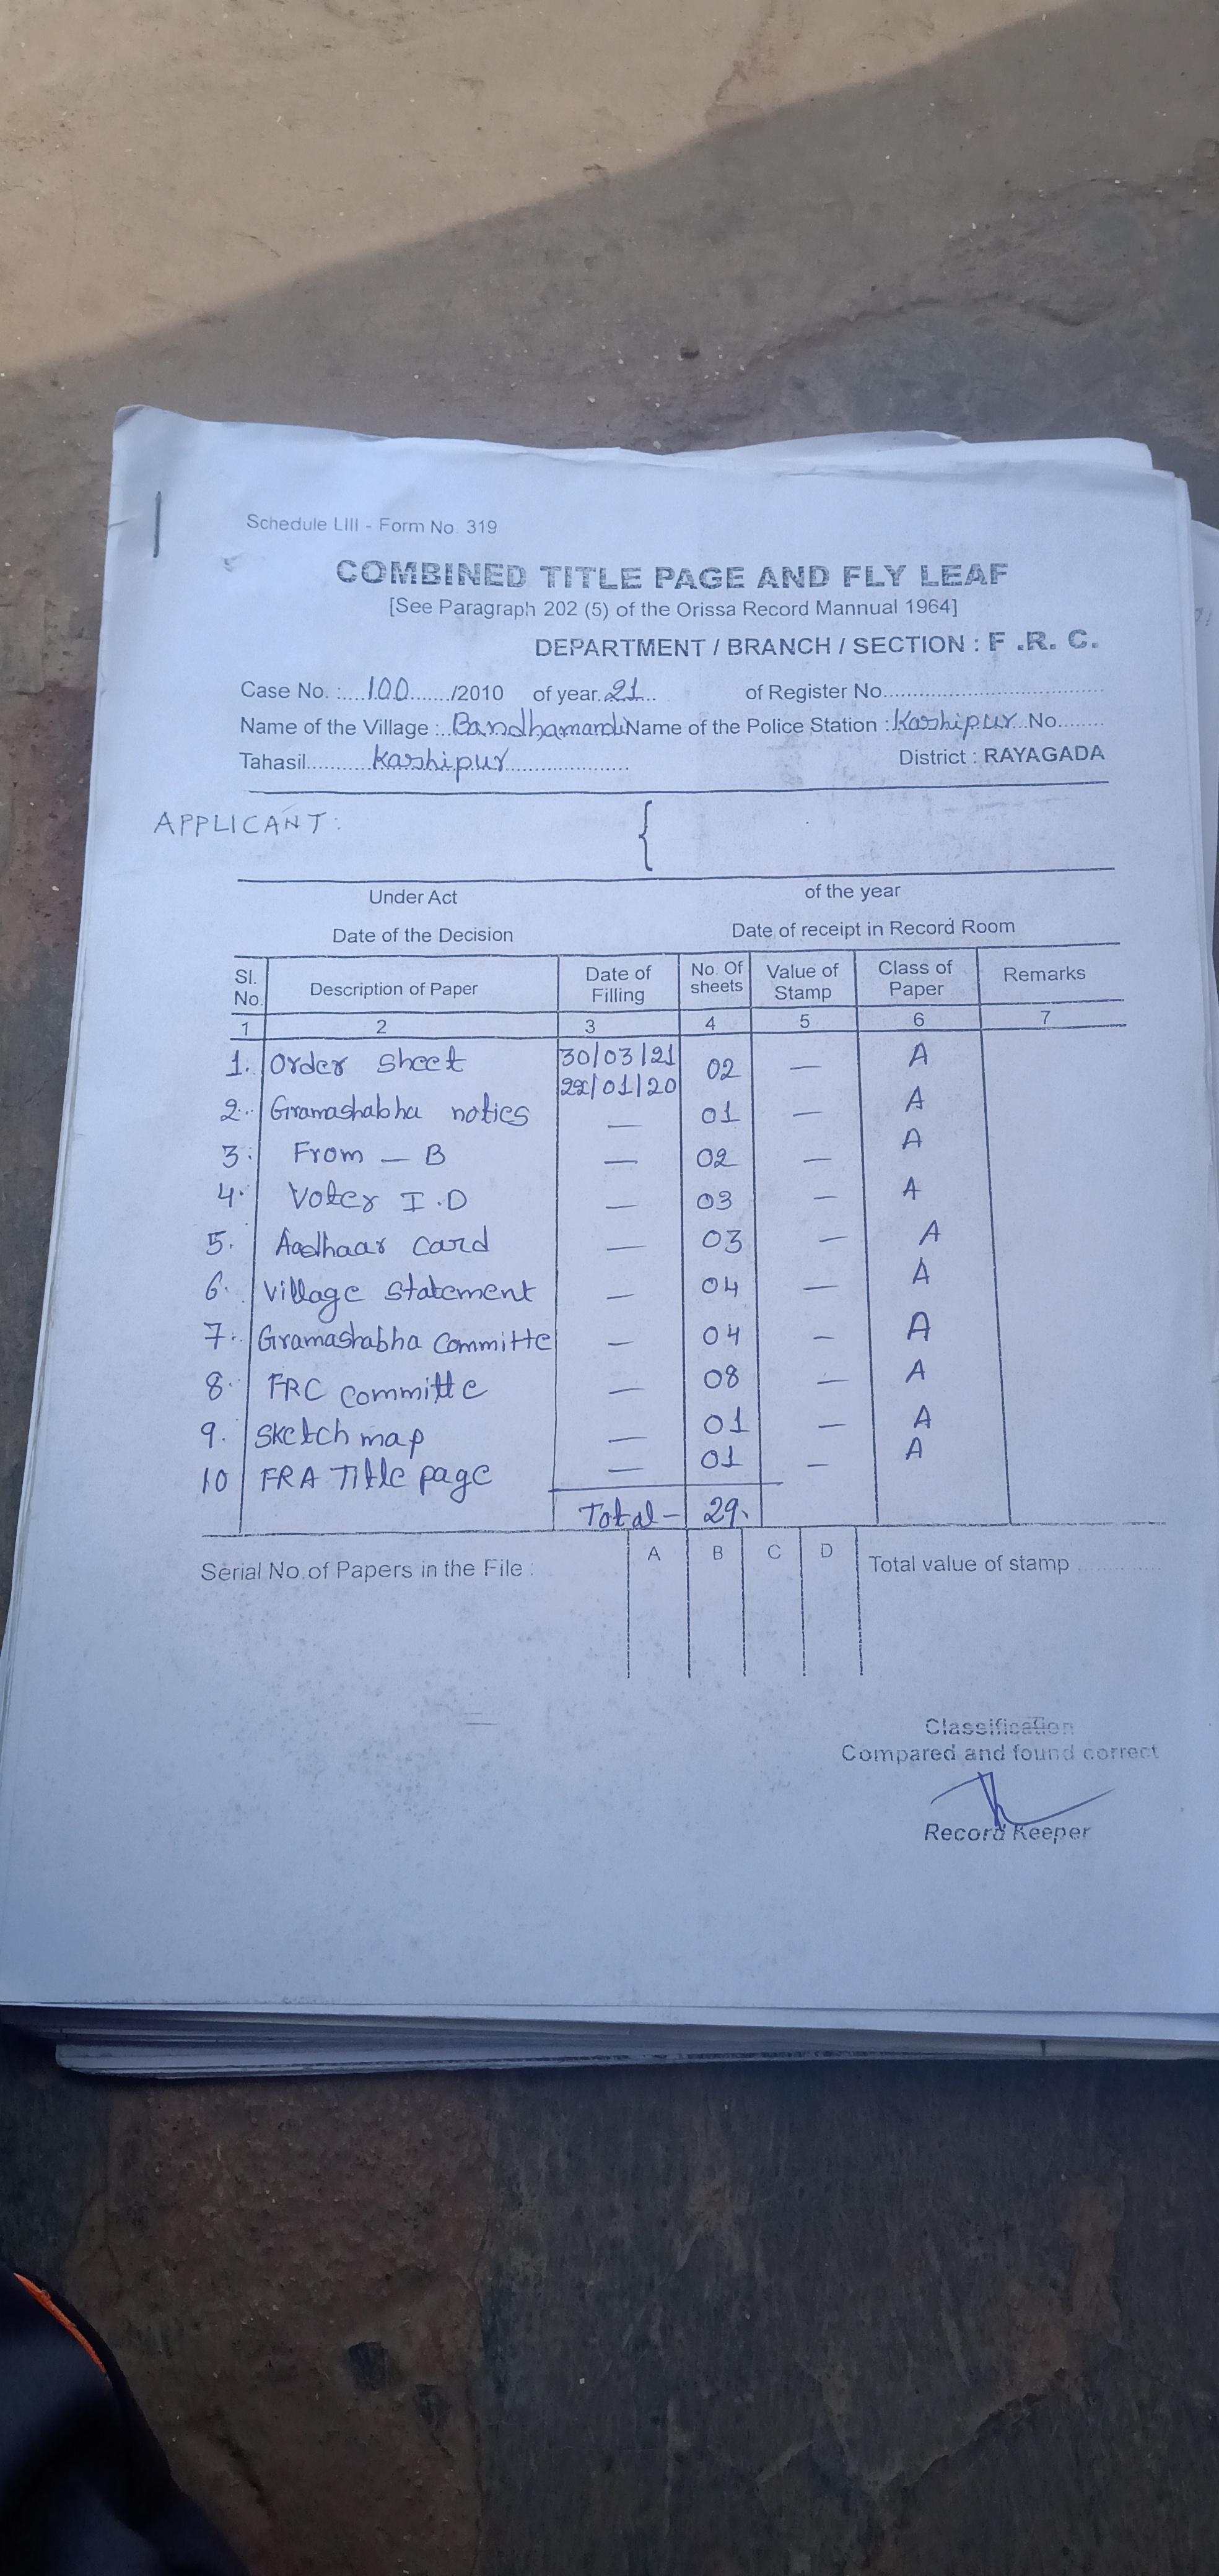 Schedule LIII - Form No. 319
COMBINED TITLE PAGE AND FLY LEAF
[See Paragraph 202 (5) of the Orissa Record Mannual 1964]
DEPARTMENT / BRANCH / SECTION : F .R. C.
Case No. :....100......./2010 of year..21... of Register No.......................................
Name of the Village :..Bandhamandi Name of the Police Station : Kashipur..No........
Tahasil...........Kashipur..................... District : RAYAGADA
APPLICANT: {
Under Act of the year
Date of the Decision Date of receipt in Record Room
Sl. No. Description of Paper Date of Filling No. Of sheets Value of Stamp Class of Paper Remarks
1 2 3 4 5 6 7
1. Order sheet 30/03/21 22/01/20 02 — A
2. Gramashabha notics — 01 — A
3. From — B — 02 — A
4. Voter I.D — 03 — A
5. Aadhaar card — 03 — A
6. Village statement — 04 — A
7. Gramashabha Committe — 04 — A
8. FRC committe — 08 — A
9. Sketch map — 01 — A
10 FRA Title page — 01 — A
Total - 29.
Serial No.of Papers in the File : A B C D Total value of stamp ..............
Classification
Compared and found correct
Record Keeper